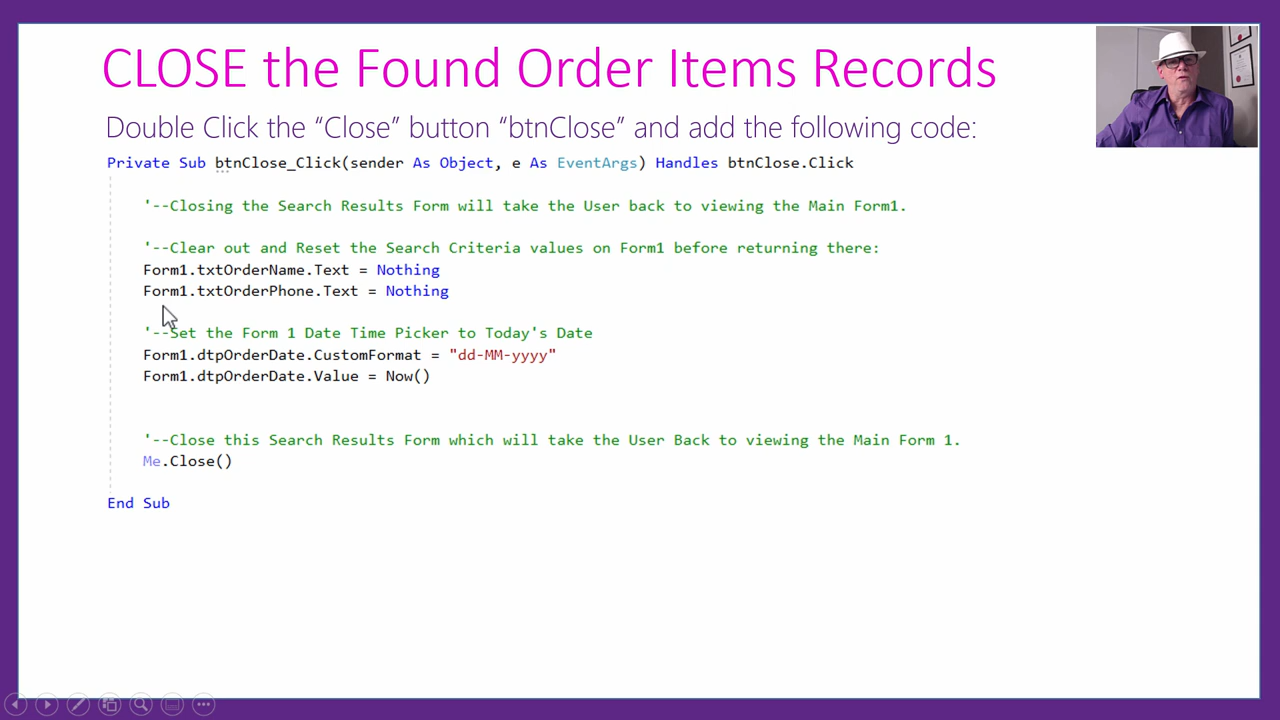 CLOSE the Found Order Items Records
Double Click the “Close” button “btnClose” and add the following code:
Private Sub btnClose_Click(sender As Object, e As EventArgs) Handles btnClose.Click
'--Closing the Search Results Form will take the User back to viewing the Main Form1.
'--Clear out and Reset the Search Criteria values on Form1 before returning there:
Form1.txtOrderName.Text = Nothing
Form1.txtOrderPhone.Text = Nothing
'--Set the Form 1 Date Time Picker to Today's Date
Form1.dtpOrderDate.CustomFormat = "dd-MM-yyyy"
Form1.dtpOrderDate.Value = Now()
'--Close this Search Results Form which will take the User Back to viewing the Main Form 1.
Me.Close()
End Sub